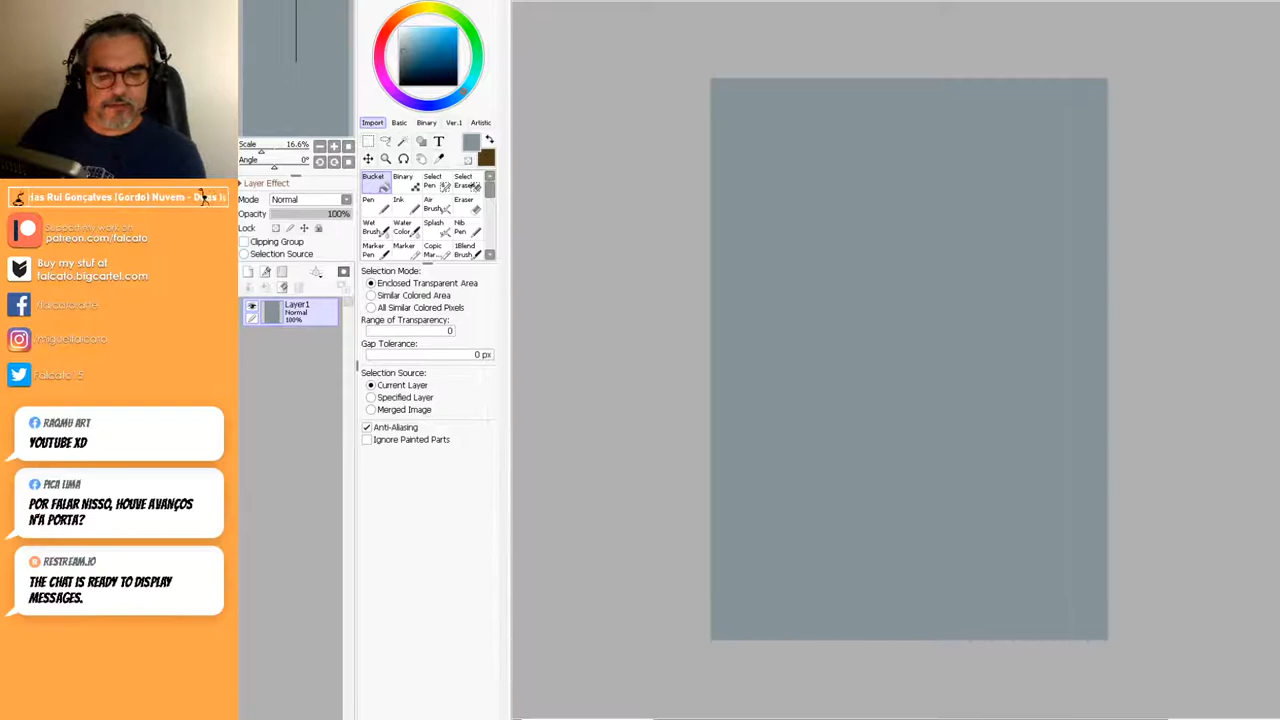 Rui Gonçalves (Gordo) Nuvem -
Support my work on
patreon.com/falcato
Buy my stuf at
falcato.bigcartel.com
RAQMU ART
YOUTUBE XD
PICA LIMA
POR FALAR NISSO, HOUVE AVANÇOS
N'A PORTA?
RESTREAM.IO
THE CHAT IS READY TO DISPLAY
MESSAGES.
Scale 16.6%
Angle 0°
Layer Effect
Mode Normal
Opacity 100%
Lock
Clipping Group
Selection Source
Layer1
Normal
100%
Import Basic Binary Ver.1 Artistic
T
Bucket Binary Select Pen Select Eraser
Pen Ink Air Brush Eraser
Wet Brush Water Color Splash Nib Pen
Marker Pen Marker Copic Mar... 1Blend Brush
Selection Mode:
Enclosed Transparent Area
Similar Colored Area
All Similar Colored Pixels
Range of Transparency:
0
Gap Tolerance:
0 px
Selection Source:
Current Layer
Specified Layer
Merged Image
Anti-Aliasing
Ignore Painted Parts